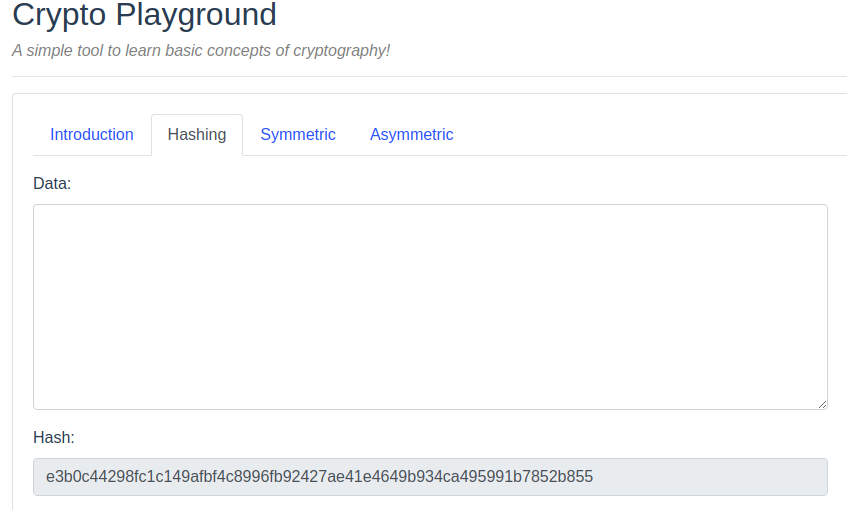 Crypto Playground
A simple tool to learn basic concepts of cryptography!
Introduction Hashing Symmetric Asymmetric
Data:
Hash:
e3b0c44298fc1c149afbf4c8996fb92427ae41e4649b934ca495991b7852b855